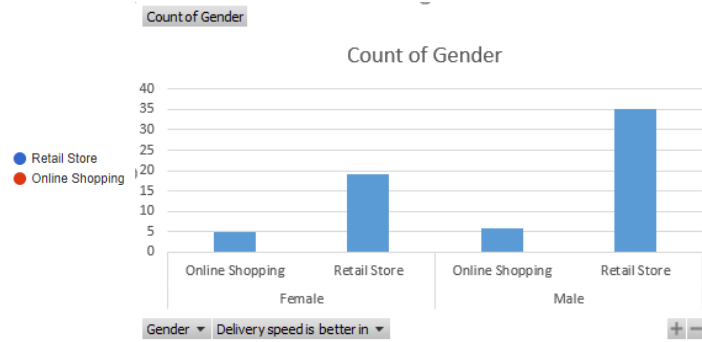 Count of Gender
Count of Gender
40
35
30
25
20
15
10
5
0
Retail Store
Online Shopping
Online Shopping
Retail Store
Online Shopping
Retail Store
Female
Male
Gender
Delivery speed is better in